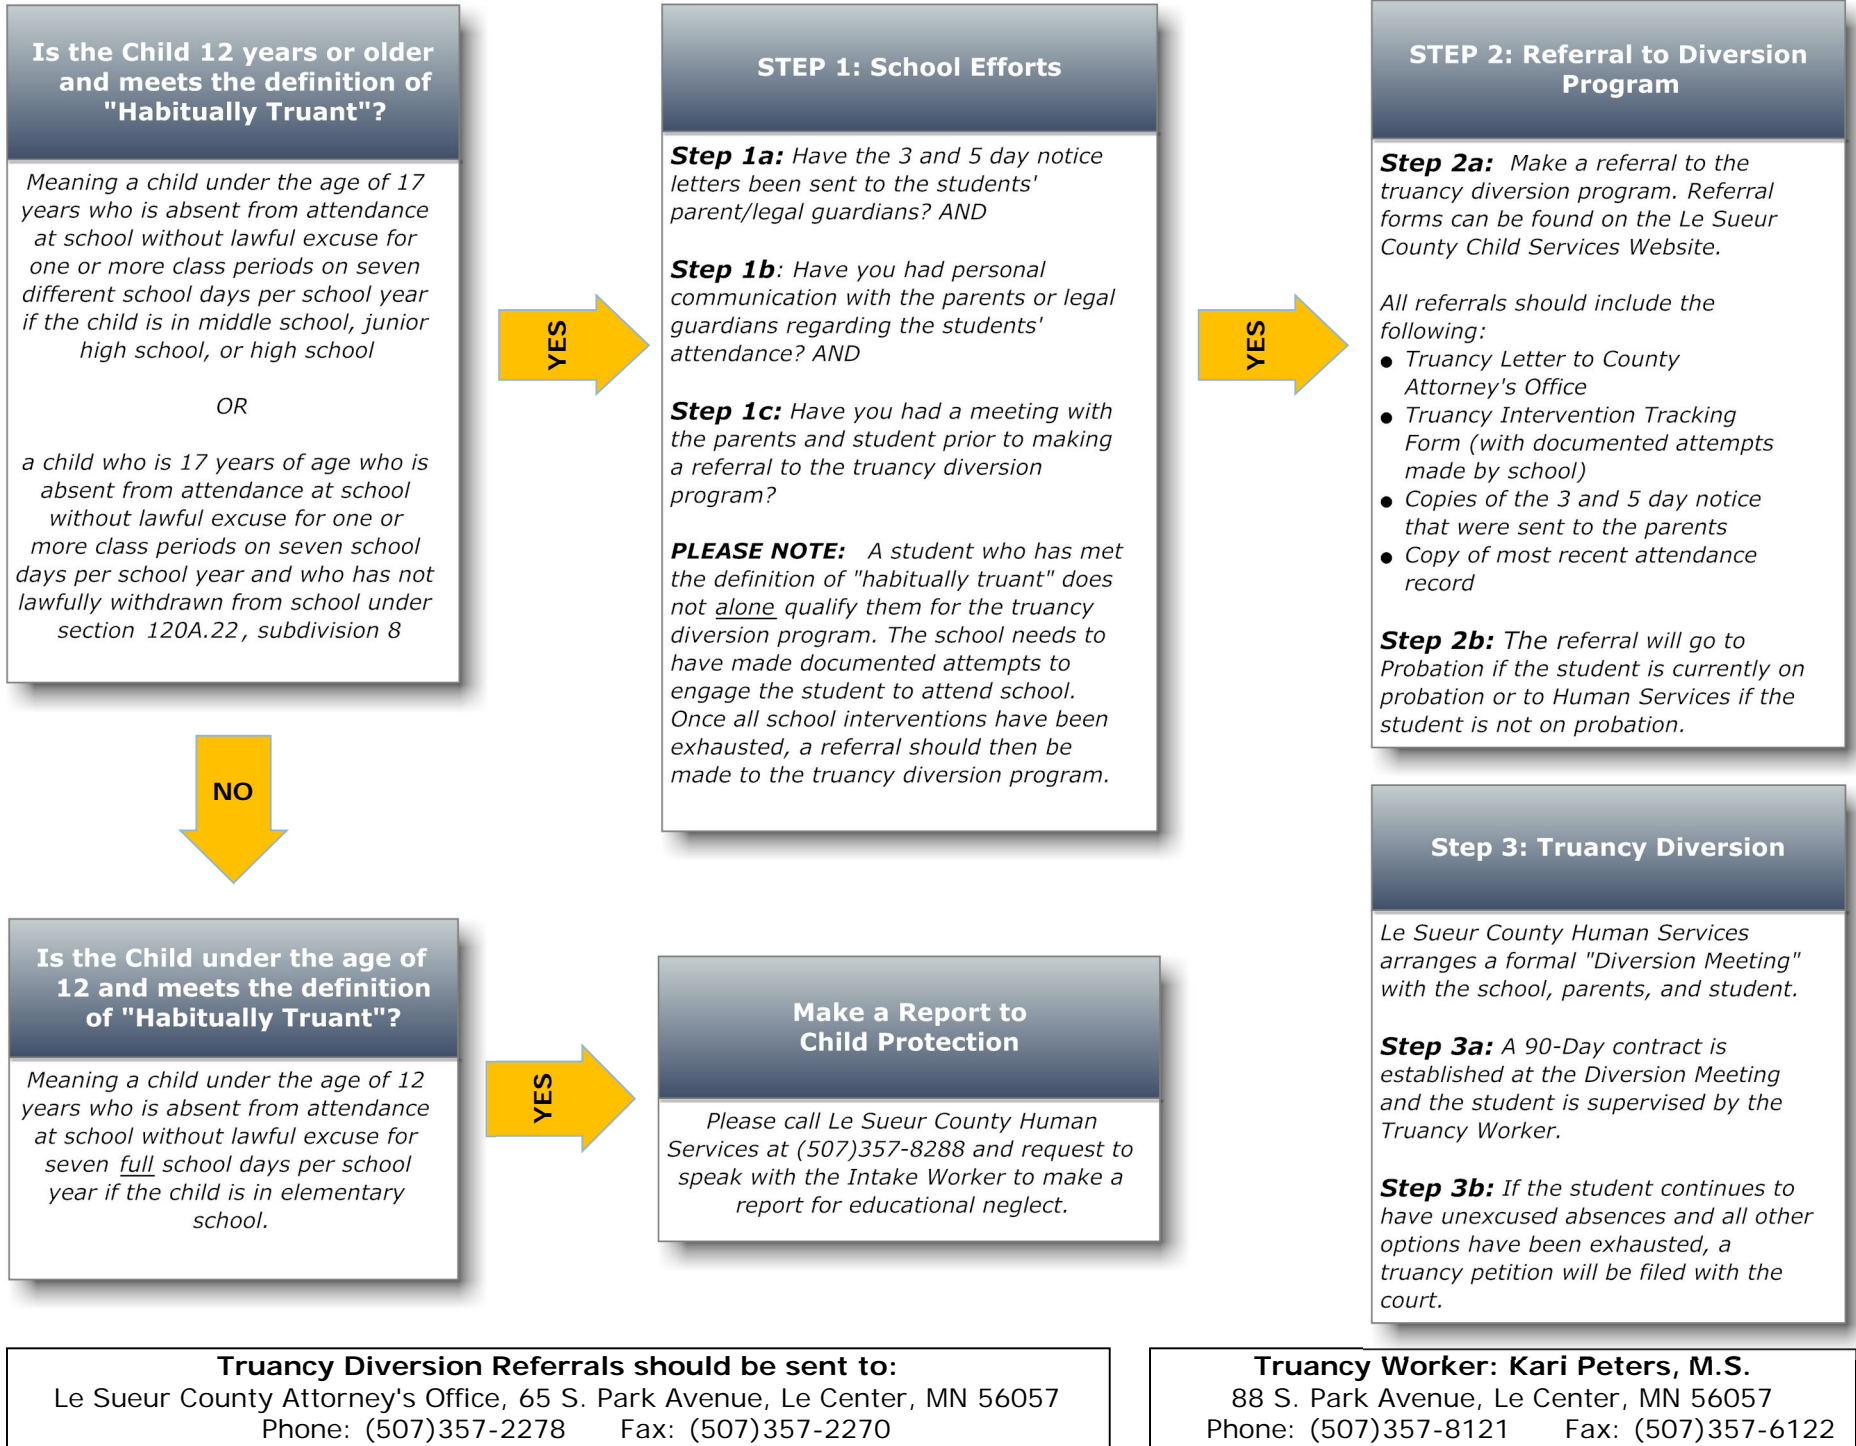 Is the Child 12 years or older
and meets the definition of
"Habitually Truant"?
Meaning a child under the age of 17
years who is absent from attendance
at school without lawful excuse for
one or more class periods on seven
different school days per school year
if the child is in middle school, junior
high school, or high school
OR
a child who is 17 years of age who is
absent from attendance at school
without lawful excuse for one or
more class periods on seven school
days per school year and who has not
lawfully withdrawn from school under
section 120A.22, subdivision 8
YES
STEP 1: School Efforts
Step 1a: Have the 3 and 5 day notice
letters been sent to the students'
parent/legal guardians? AND
Step 1b: Have you had personal
communication with the parents or legal
guardians regarding the students'
attendance? AND
Step 1c: Have you had a meeting with
the parents and student prior to making
a referral to the truancy diversion
program?
PLEASE NOTE: A student who has met
the definition of "habitually truant" does
not alone qualify them for the truancy
diversion program. The school needs to
have made documented attempts to
engage the student to attend school.
Once all school interventions have been
exhausted, a referral should then be
made to the truancy diversion program.
YES
STEP 2: Referral to Diversion
Program
Step 2a: Make a referral to the
truancy diversion program. Referral
forms can be found on the Le Sueur
County Child Services Website.
All referrals should include the
following:
● Truancy Letter to County
Attorney's Office
● Truancy Intervention Tracking
Form (with documented attempts
made by school)
● Copies of the 3 and 5 day notice
that were sent to the parents
● Copy of most recent attendance
record
Step 2b: The referral will go to
Probation if the student is currently on
probation or to Human Services if the
student is not on probation.
Step 3: Truancy Diversion
Le Sueur County Human Services
arranges a formal "Diversion Meeting"
with the school, parents, and student.
Step 3a: A 90-Day contract is
established at the Diversion Meeting
and the student is supervised by the
Truancy Worker.
Step 3b: If the student continues to
have unexcused absences and all other
options have been exhausted, a
truancy petition will be filed with the
court.
NO
Is the Child under the age of
12 and meets the definition
of "Habitually Truant"?
Meaning a child under the age of 12
years who is absent from attendance
at school without lawful excuse for
seven full school days per school
year if the child is in elementary
school.
YES
Make a Report to
Child Protection
Please call Le Sueur County Human
Services at (507)357-8288 and request to
speak with the Intake Worker to make a
report for educational neglect.
Truancy Diversion Referrals should be sent to:
Le Sueur County Attorney's Office, 65 S. Park Avenue, Le Center, MN 56057
Phone: (507)357-2278 Fax: (507)357-2270
Truancy Worker: Kari Peters, M.S.
88 S. Park Avenue, Le Center, MN 56057
Phone: (507)357-8121 Fax: (507)357-6122